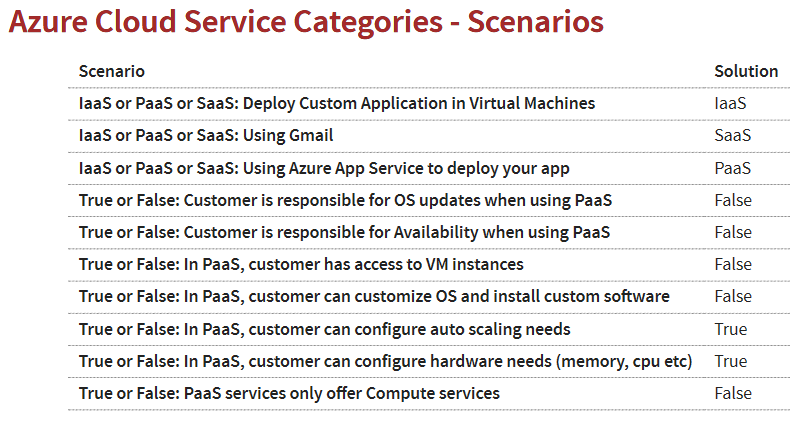 Azure Cloud Service Categories - Scenarios
Scenario Solution
IaaS or PaaS or SaaS: Deploy Custom Application in Virtual Machines IaaS
IaaS or PaaS or SaaS: Using Gmail SaaS
IaaS or PaaS or SaaS: Using Azure App Service to deploy your app PaaS
True or False: Customer is responsible for OS updates when using PaaS False
True or False: Customer is responsible for Availability when using PaaS False
True or False: In PaaS, customer has access to VM instances False
True or False: In PaaS, customer can customize OS and install custom software False
True or False: In PaaS, customer can configure auto scaling needs True
True or False: In PaaS, customer can configure hardware needs (memory, cpu etc) True
True or False: PaaS services only offer Compute services False